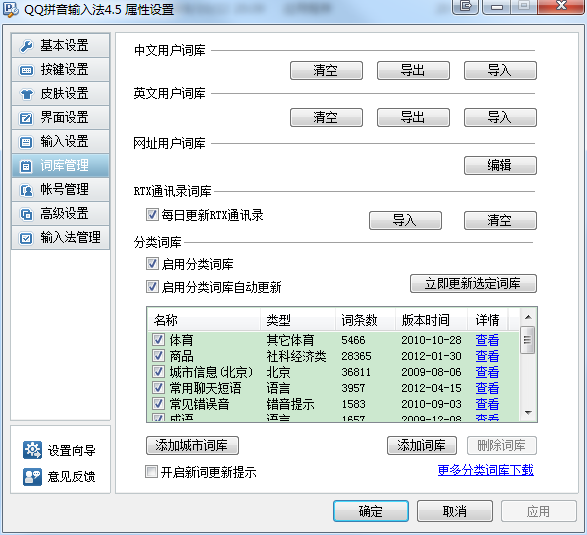 QQ拼音输入法4.5 属性设置
基本设置
按键设置
皮肤设置
界面设置
输入设置
词库管理
帐号管理
高级设置
输入法管理
设置向导
意见反馈
中文用户词库
清空 导出 导入
英文用户词库
清空 导出 导入
网址用户词库
编辑
RTX通讯录词库
每日更新RTX通讯录 导入 清空
分类词库
启用分类词库
启用分类词库自动更新 立即更新选定词库
名称 类型 词条数 版本时间 详情
体育 其它体育 5466 2010-10-28 查看
商品 社科经济类 28365 2012-01-30 查看
城市信息(北京) 北京 36811 2009-08-06 查看
常用聊天短语 语言 3957 2012-04-15 查看
常见错误音 错音提示 1583 2010-09-03 查看
成语 语言 1657 2009-12-08 查看
添加城市词库 添加词库 删除词库
开启新词更新提示 更多分类词库下载
确定 取消 应用